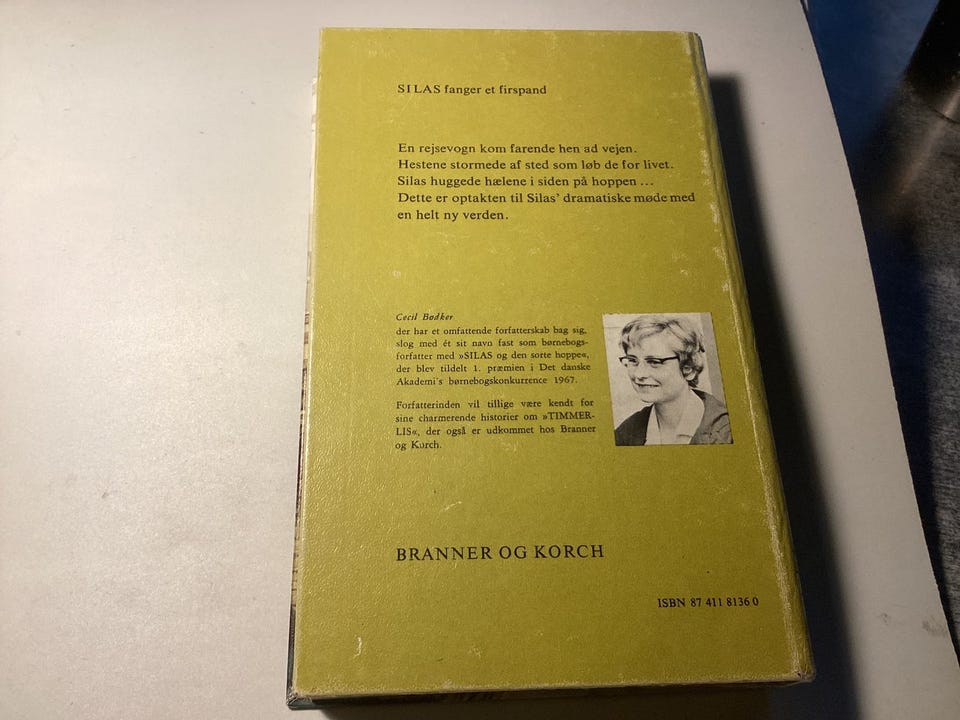 SILAS fanger et firspand
En rejsevogn kom farende hen ad vejen.
Hestene stormede af sted som løb de for livet.
Silas huggede hælene i siden på hoppen ...
Dette er optakten til Silas' dramatiske møde med
en helt ny verden.
Cecil Bødker
der har et omfattende forfatterskab bag sig,
slog med ét sit navn fast som børnebogs-
forfatter med »SILAS og den sorte hoppe«,
der blev tildelt 1. præmien i Det danske
Akademi's børnebogskonkurrence 1967.
Forfatterinden vil tillige være kendt for
sine charmerende historier om »TIMMER-
LIS«, der også er udkommet hos Branner
og Korch.
BRANNER OG KORCH
ISBN 87 411 8136 0